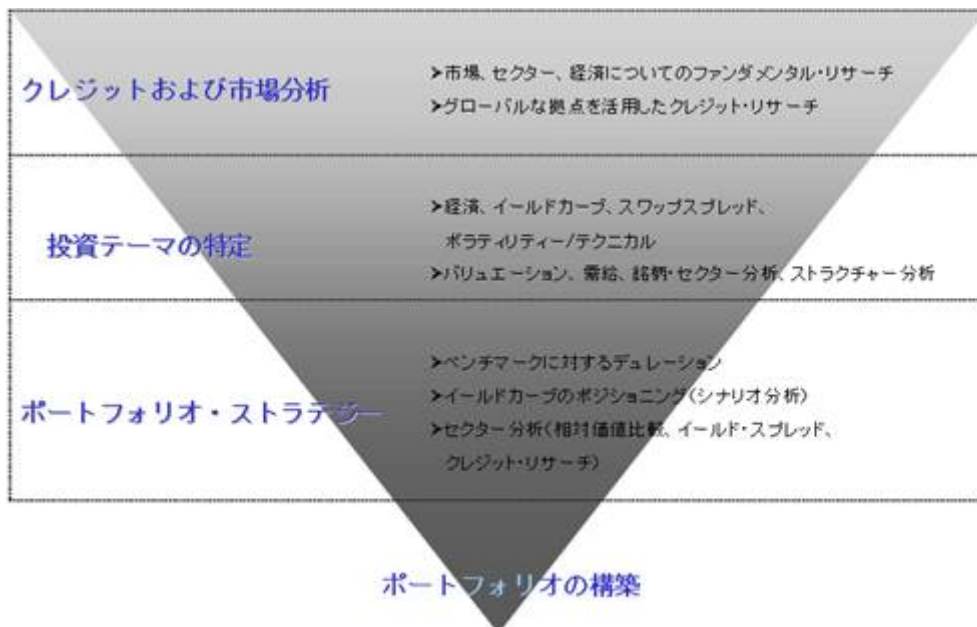 クレジットおよび市場分析
➤市場、セクター、経済についてのファンダメンタル・リサーチ
➤グローバルな拠点を活用したクレジット・リサーチ
投資テーマの特定
➤経済、イールドカーブ、スワップスプレッド、
ボラティリティー/テクニカル
➤バリュエーション、需給、銘柄・セクター分析、ストラクチャー分析
ポートフォリオ・ストラテジー
➤ベンチマークに対するデュレーション
➤イールドカーブのポジショニング(シナリオ分析)
➤セクター分析(相対価値比較、イールド・スプレッド、
クレジット・リサーチ)
ポートフォリオの構築